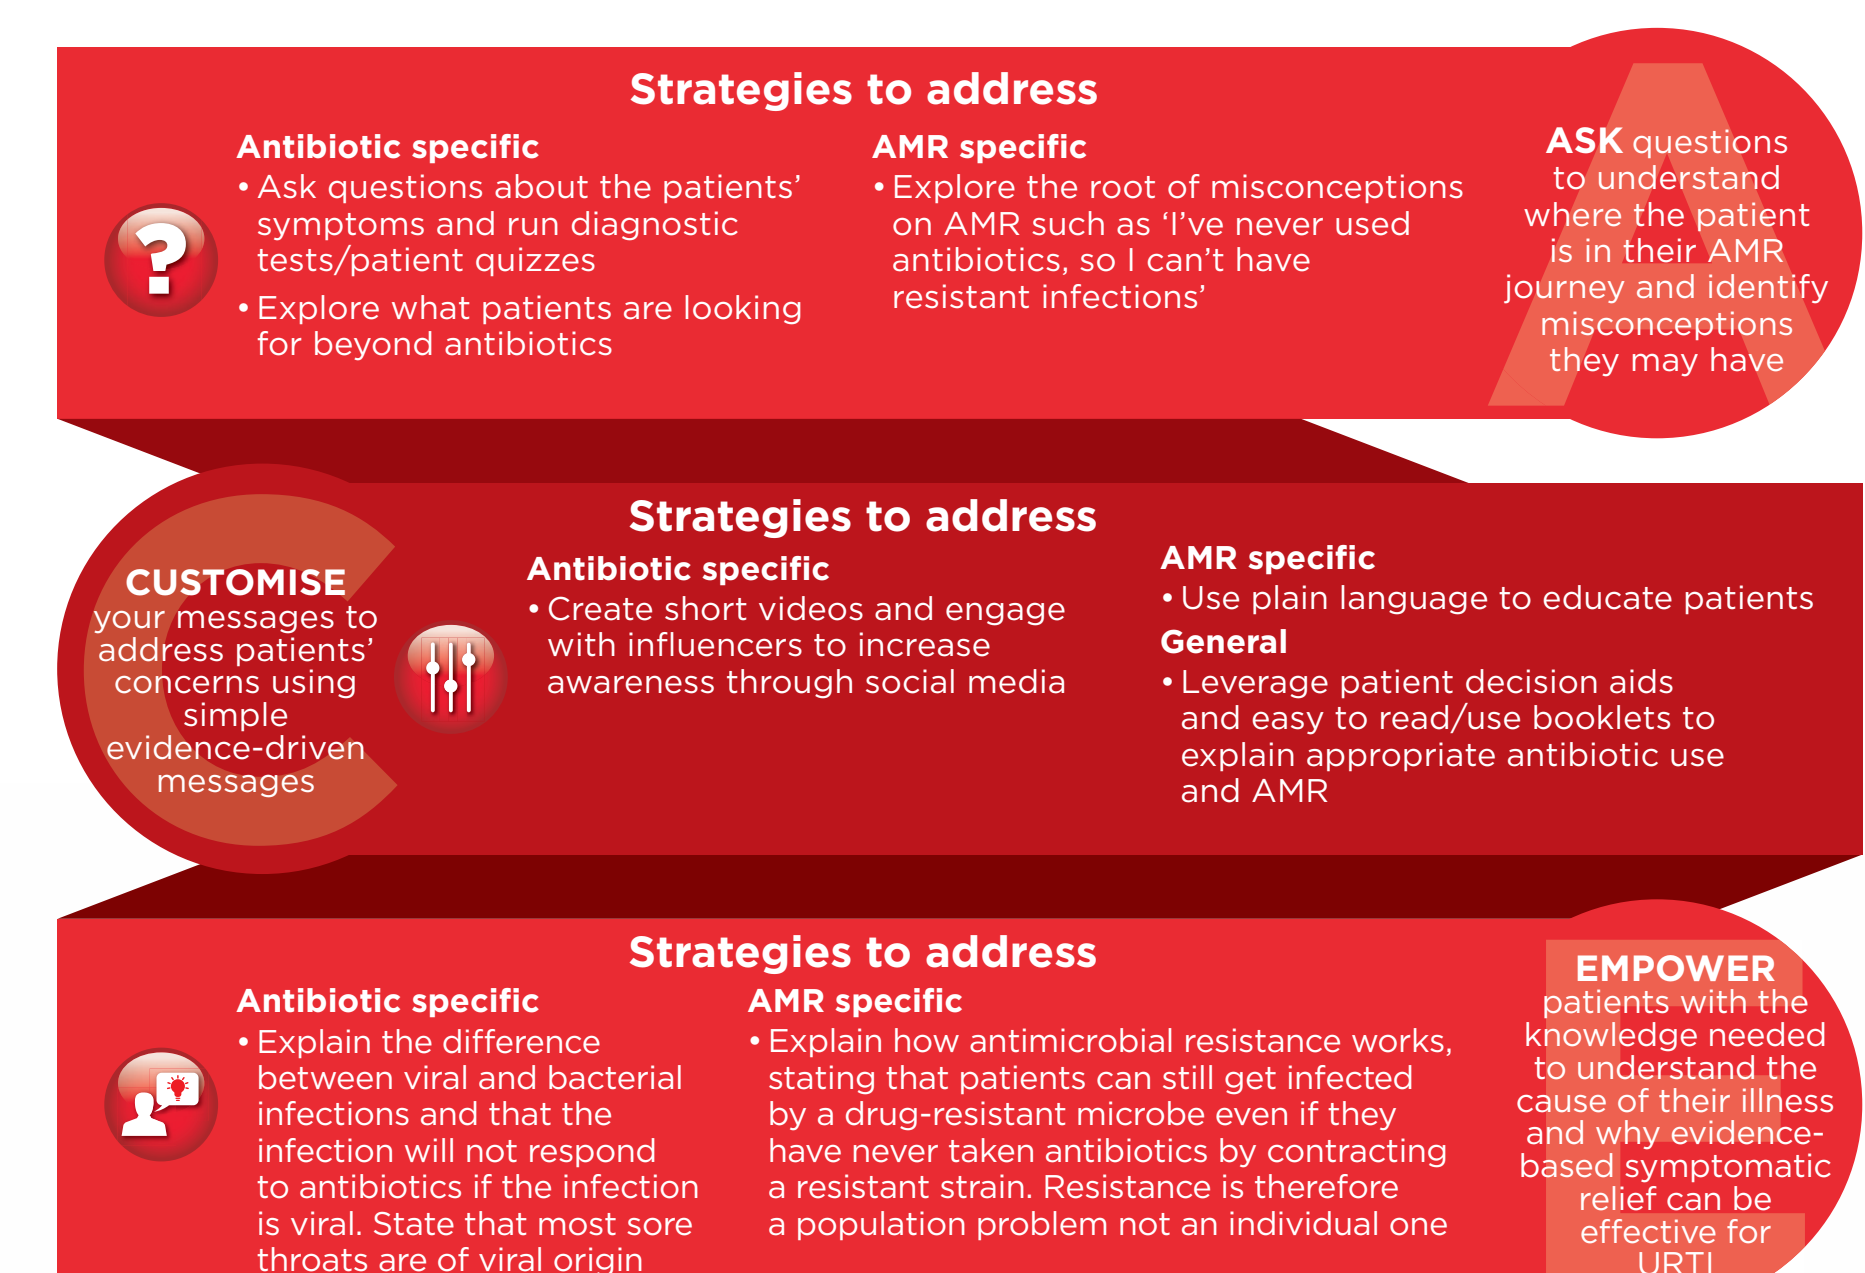 Strategies to address
Antibiotic specific
• Ask questions about the patients’
symptoms and run diagnostic
tests/patient quizzes
• Explore what patients are looking
for beyond antibiotics
AMR specific
• Explore the root of misconceptions
on AMR such as ‘I’ve never used
antibiotics, so I can’t have
resistant infections’
ASK questions
to understand
where the patient
is in their AMR
journey and identify
misconceptions
they may have
A
CUSTOMISE
your messages to
address patients’
concerns using
simple
evidence-driven
messages
C
Strategies to address
Antibiotic specific
• Create short videos and engage
with influencers to increase
awareness through social media
AMR specific
• Use plain language to educate patients
General
• Leverage patient decision aids
and easy to read/use booklets to
explain appropriate antibiotic use
and AMR
Strategies to address
Antibiotic specific
• Explain the difference
between viral and bacterial
infections and that the
infection will not respond
to antibiotics if the infection
is viral. State that most sore
throats are of viral origin
AMR specific
• Explain how antimicrobial resistance works,
stating that patients can still get infected
by a drug-resistant microbe even if they
have never taken antibiotics by contracting
a resistant strain. Resistance is therefore
a population problem not an individual one
EMPOWER
patients with the
knowledge needed
to understand the
cause of their illness
and why evidence-
based symptomatic
relief can be
effective for
URTI
E